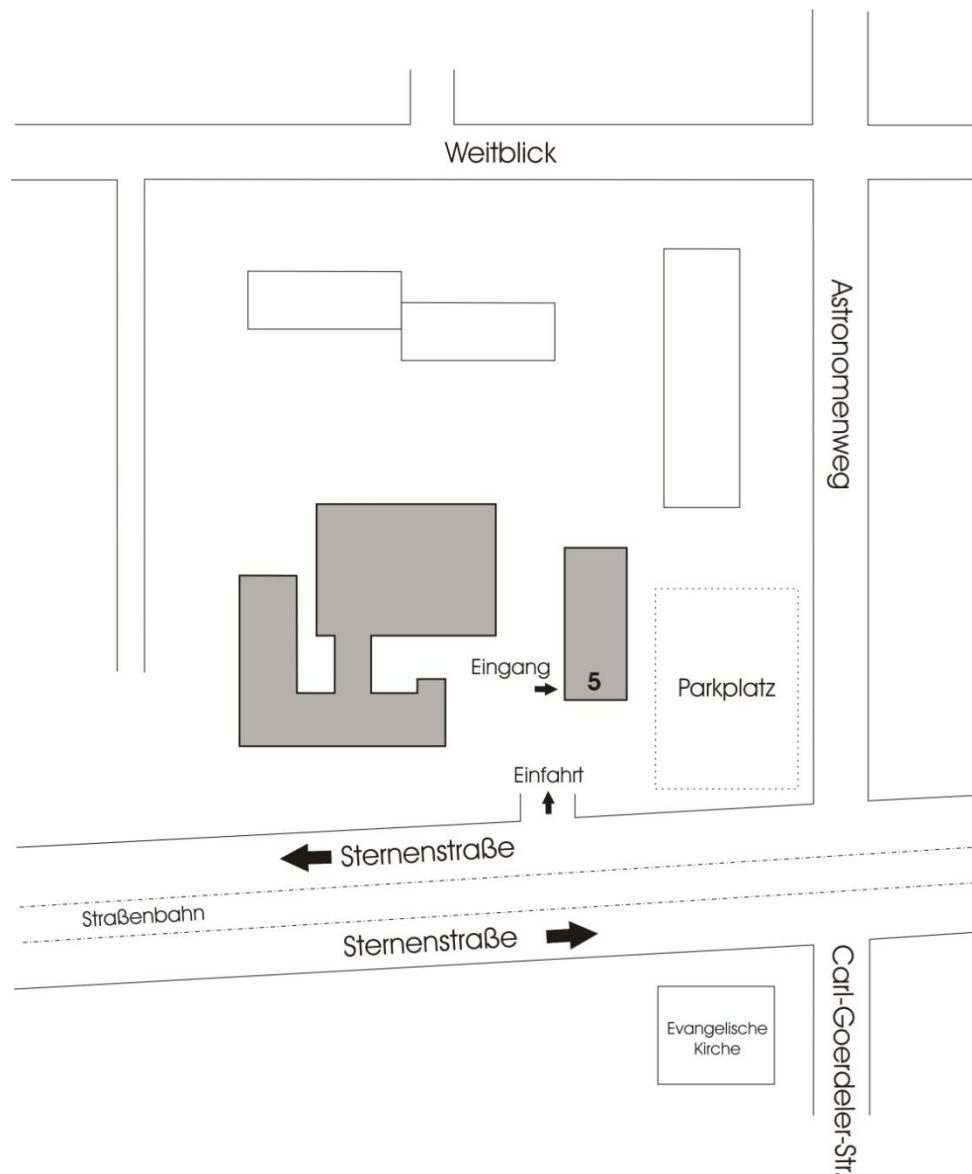 Weitblick
Astronomenweg
Eingang
5
Parkplatz
Einfahrt
Sternenstraße
Straßenbahn
Sternenstraße
Evangelische
Kirche
Carl-Goerdeler-Str.